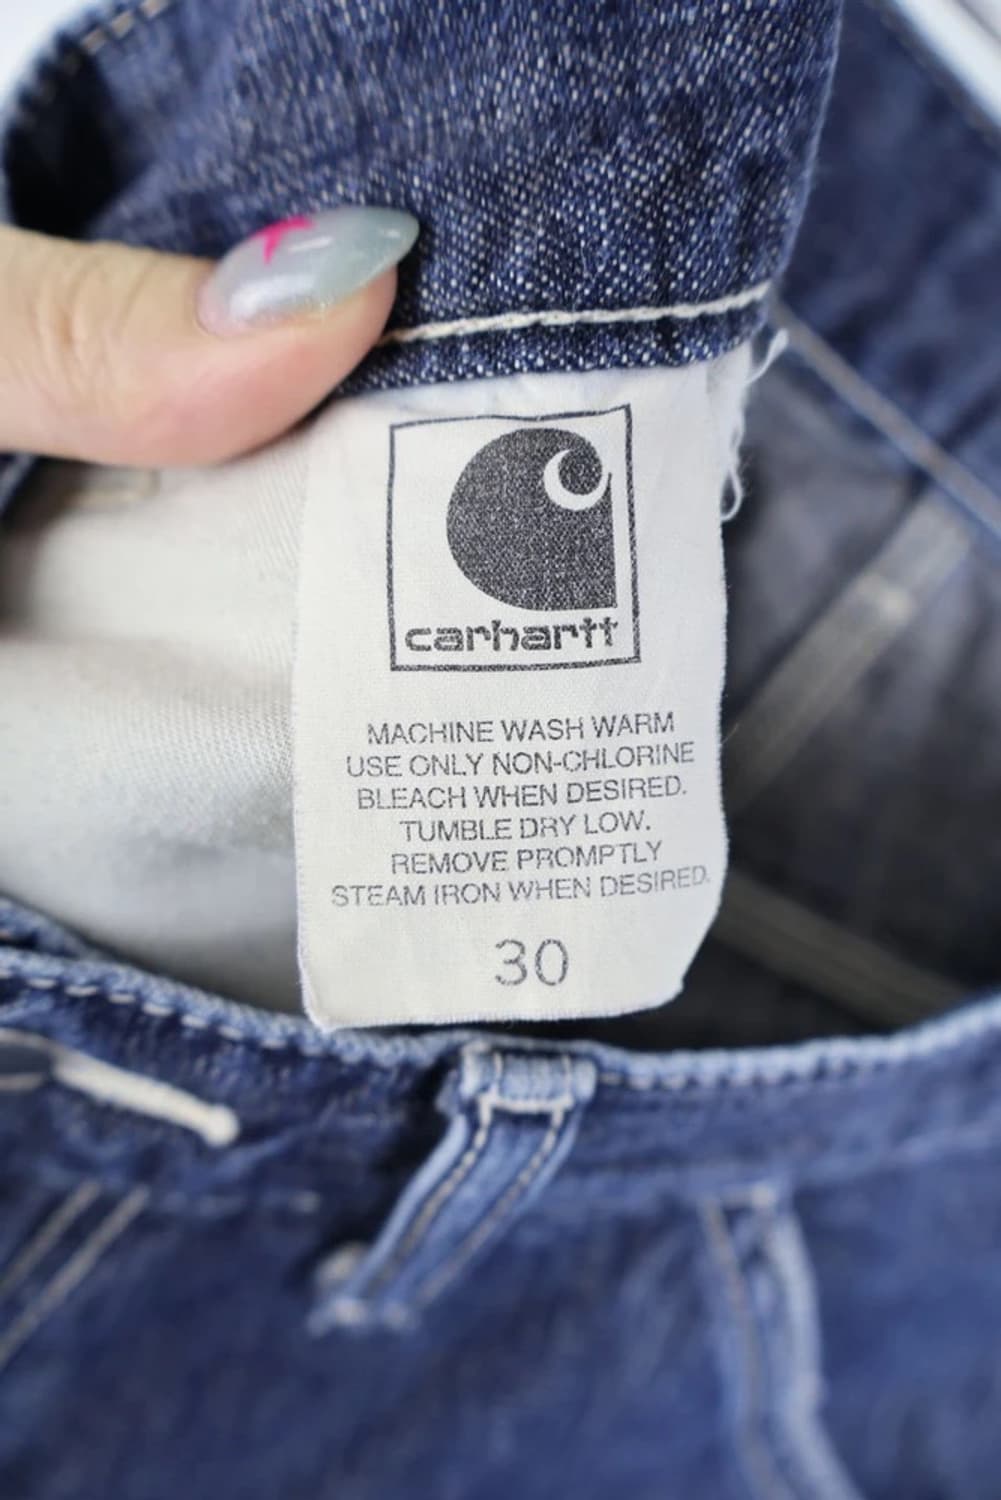 carhartt
MACHINE WASH WARM
USE ONLY NON-CHLORINE
BLEACH WHEN DESIRED.
TUMBLE DRY LOW.
REMOVE PROMPTLY
STEAM IRON WHEN DESIRED.
30